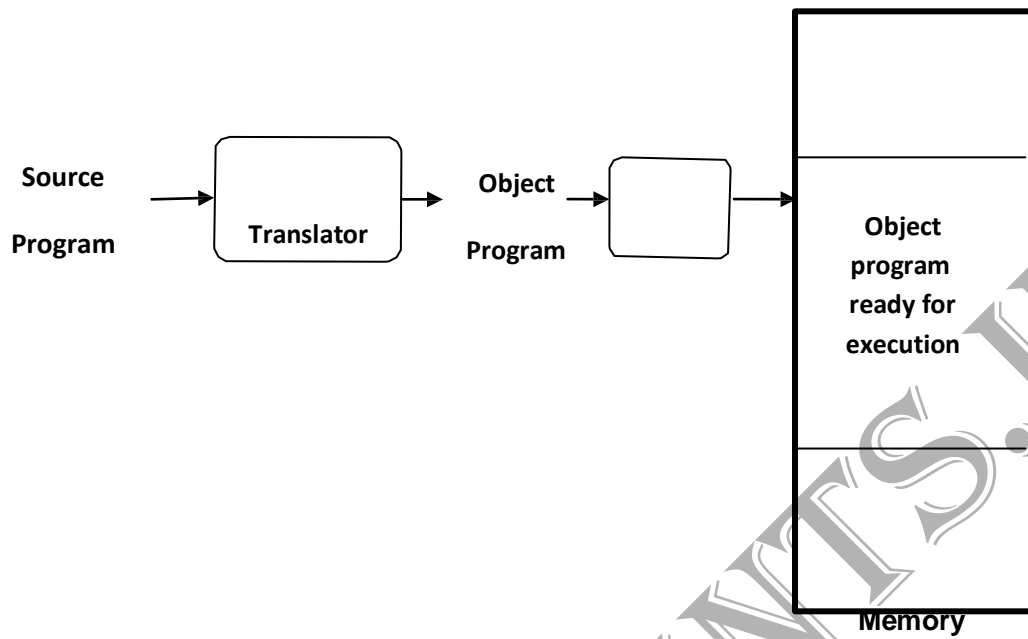 Source
Program
Translator
Object
Program
Object
program
ready for
execution
Memory